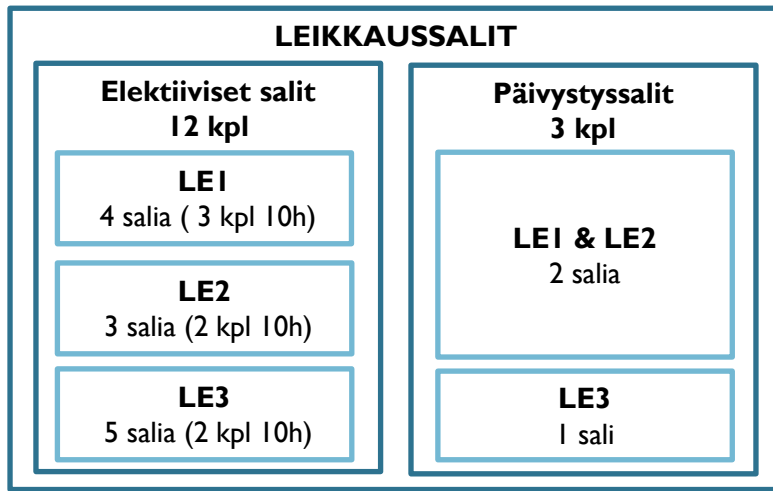 LEIKKAUSSALIT
Elektiiviset salit
12 kpl
LE1
4 salia ( 3 kpl 10h)
LE2
3 salia (2 kpl 10h)
LE3
5 salia (2 kpl 10h)
Päivystyssalit
3 kpl
LE1 & LE2
2 salia
LE3
1 sali